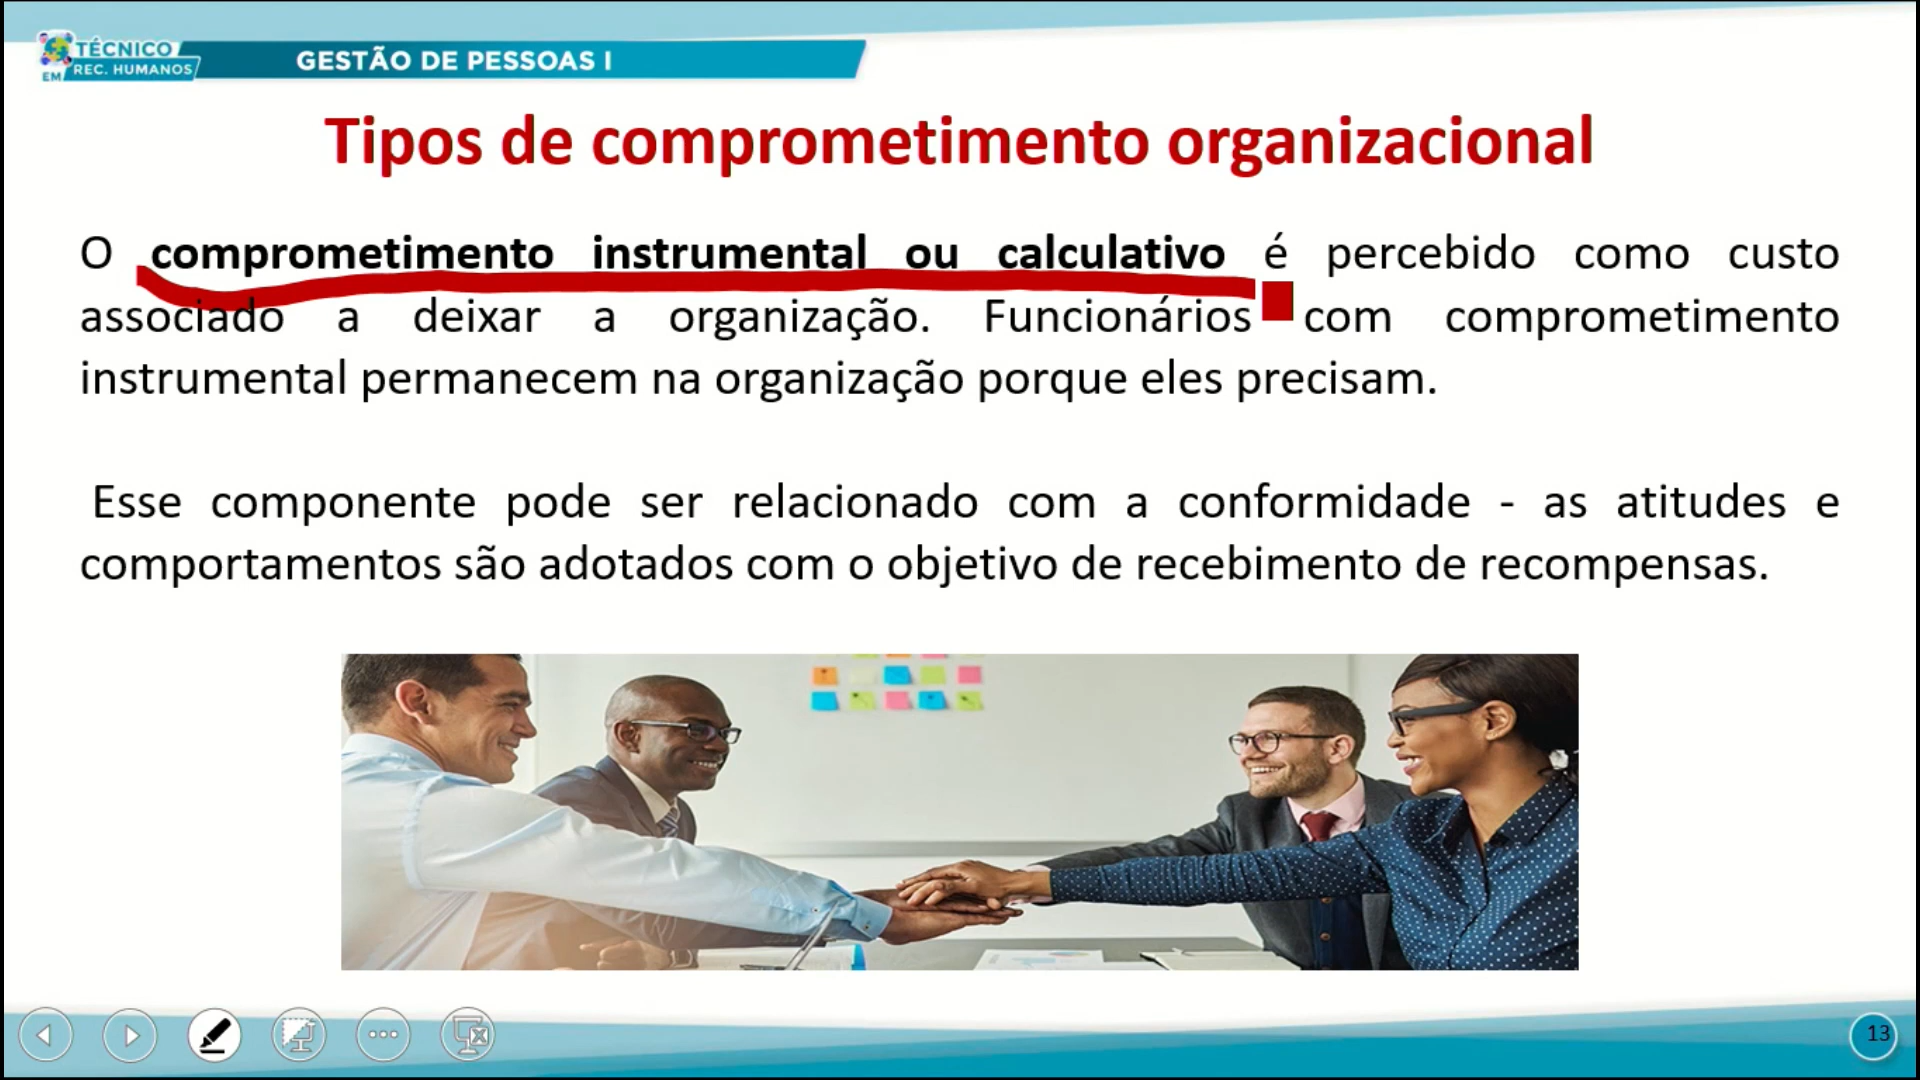 TÉCNICO
EM REC. HUMANOS
GESTÃO DE PESSOAS I
Tipos de comprometimento organizacional
O comprometimento instrumental ou calculativo é percebido como custo
associado a deixar a organização. Funcionários com comprometimento
instrumental permanecem na organização porque eles precisam.
Esse componente pode ser relacionado com a conformidade - as atitudes e
comportamentos são adotados com o objetivo de recebimento de recompensas.
13